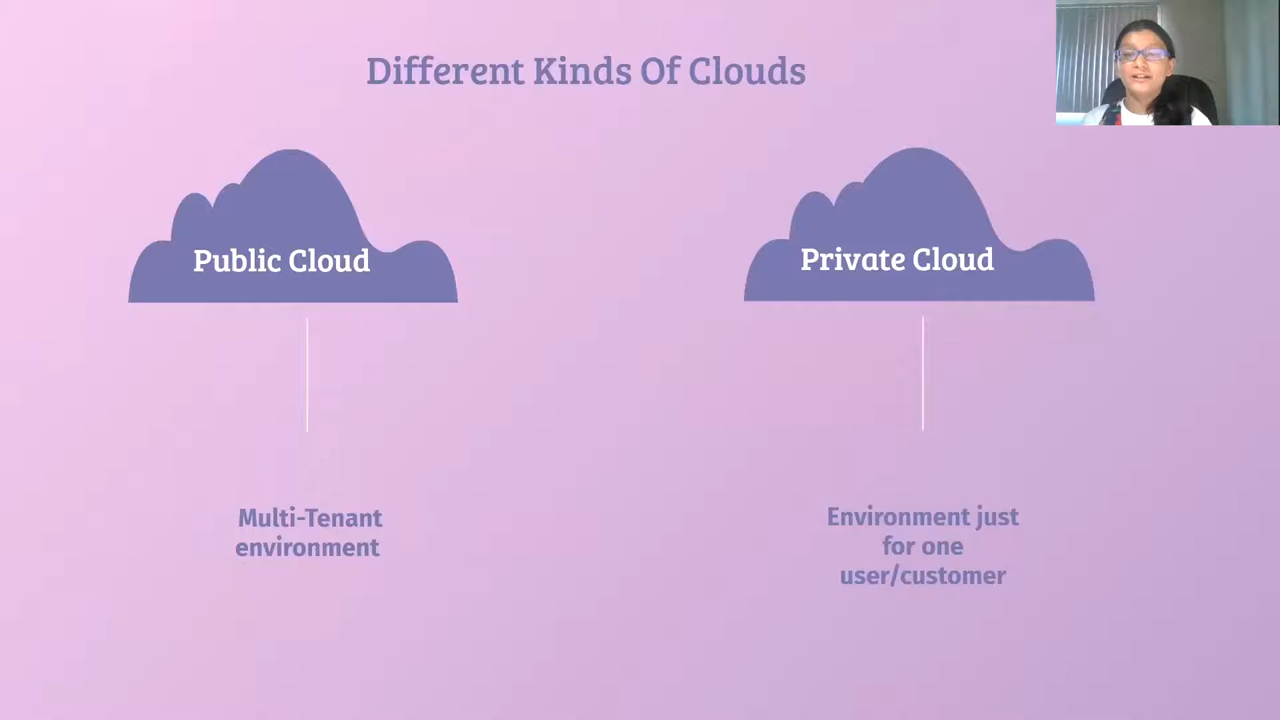 Different Kinds Of Clouds
Public Cloud
Private Cloud
Multi-Tenant
environment
Environment just
for one
user/customer